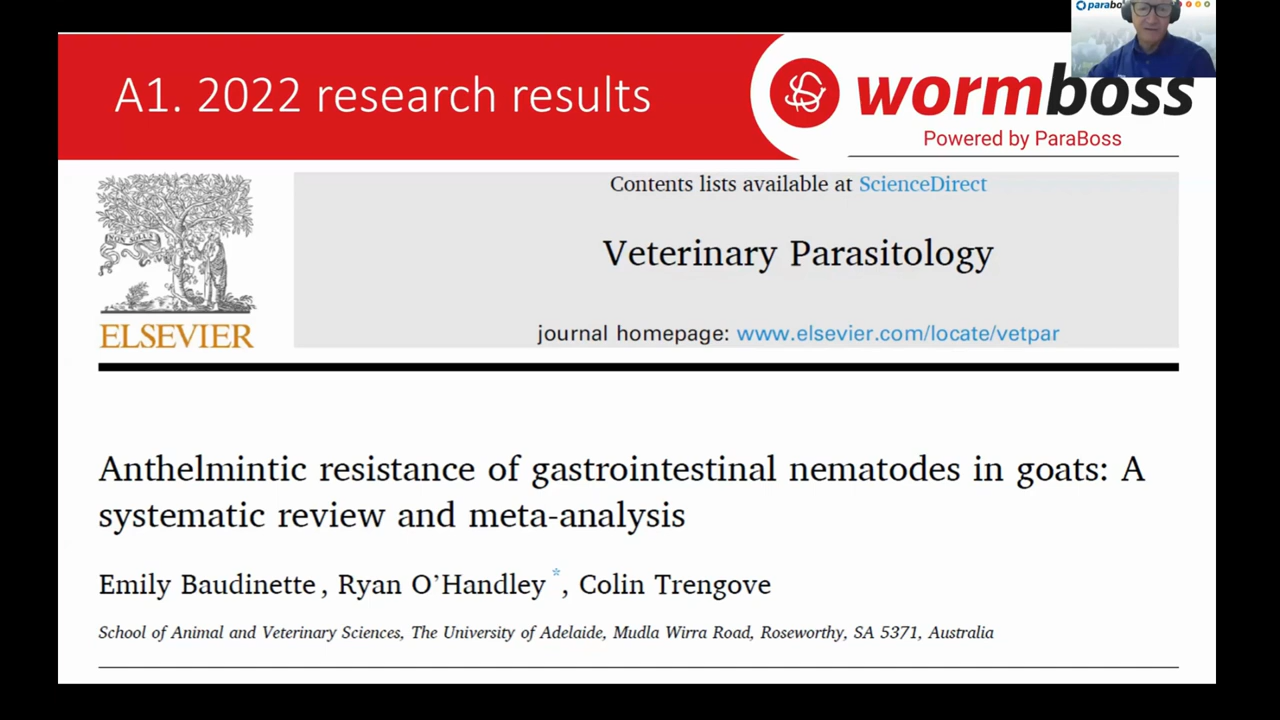 parabo
A1. 2022 research results
wormboss
Powered by ParaBoss
Contents lists available at ScienceDirect
Veterinary Parasitology
ELSEVIER
journal homepage: www.elsevier.com/locate/vetpar
Anthelmintic resistance of gastrointestinal nematodes in goats: A
systematic review and meta-analysis
Emily Baudinette, Ryan O'Handley*, Colin Trengove
School of Animal and Veterinary Sciences, The University of Adelaide, Mudla Wirra Road, Roseworthy, SA 5371, Australia